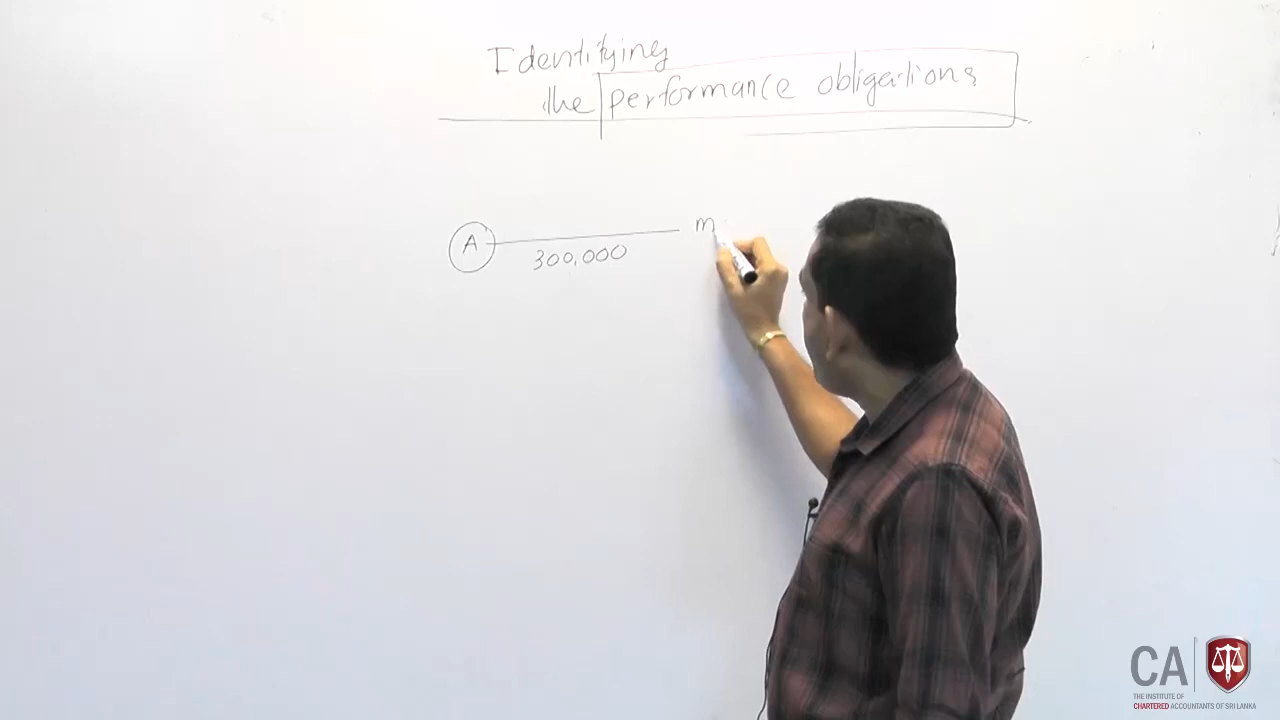 Identifying
the performance obligations
A
m
300,000
CA
THE INSTITUTE OF
CHARTERED ACCOUNTANTS OF SRI LANKA